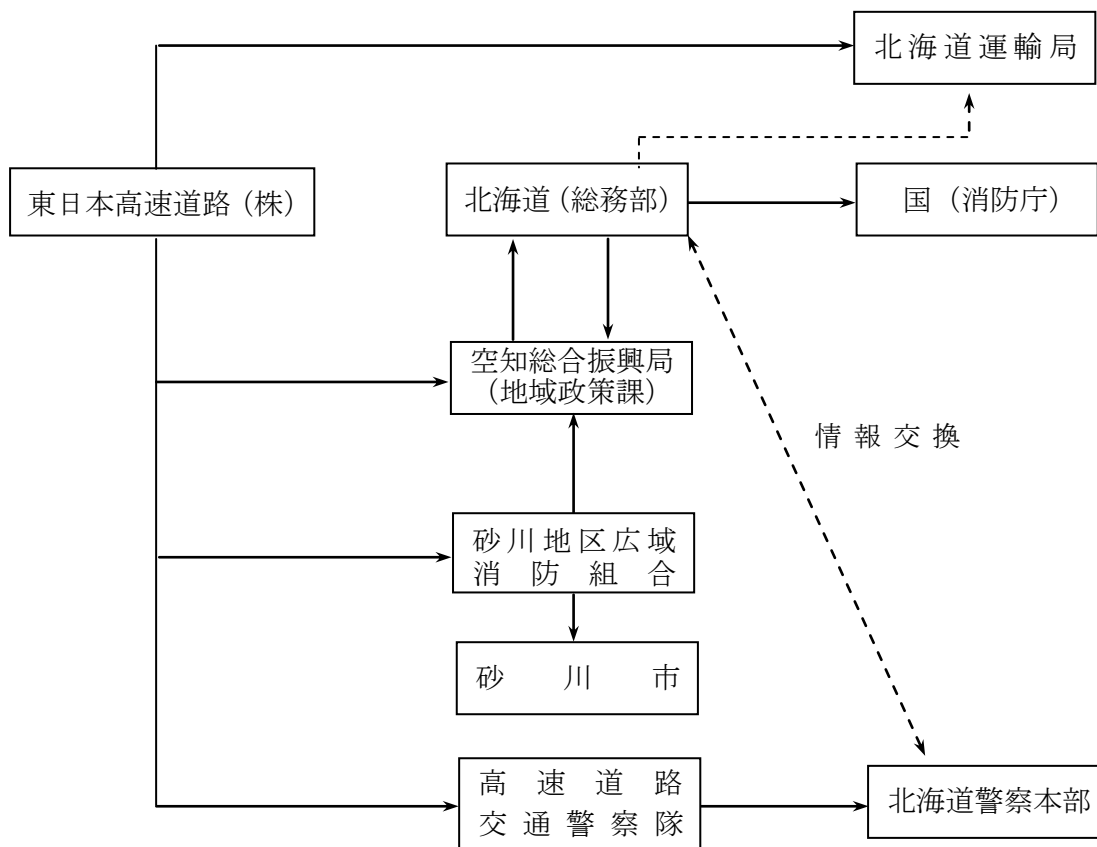 北海道運輸局
東日本高速道路（株）
北海道（総務部）
国（消防庁）
空知総合振興局
（地域政策課）
情報交換
砂川地区広域
消防組合
砂川市
高速道路
交通警察隊
北海道警察本部